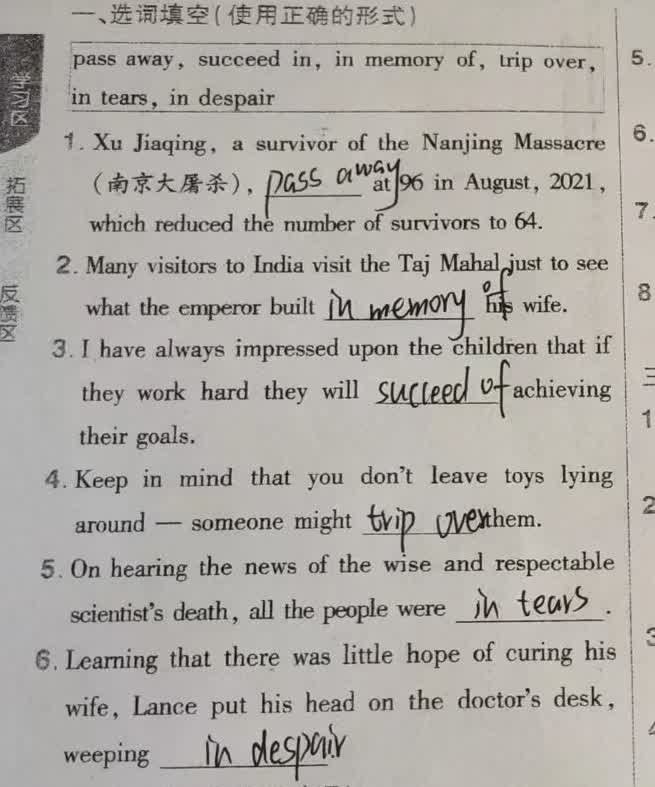 一、选词填空(使用正确的形式)
pass away, succeed in, in memory of, trip over,
in tears, in despair
学习区
拓展区
反馈区
1. Xu Jiaqing, a survivor of the Nanjing Massacre
(南京大屠杀), pass away at 96 in August, 2021,
which reduced the number of survivors to 64.
2. Many visitors to India visit the Taj Mahal just to see
what the emperor built in memory of his wife.
3. I have always impressed upon the children that if
they work hard they will succeed of achieving
their goals.
4. Keep in mind that you don't leave toys lying
around — someone might trip over them.
5. On hearing the news of the wise and respectable
scientist's death, all the people were in tears.
6. Learning that there was little hope of curing his
wife, Lance put his head on the doctor's desk,
weeping in despair
5.
6.
7.
8
三
1
2
3
4